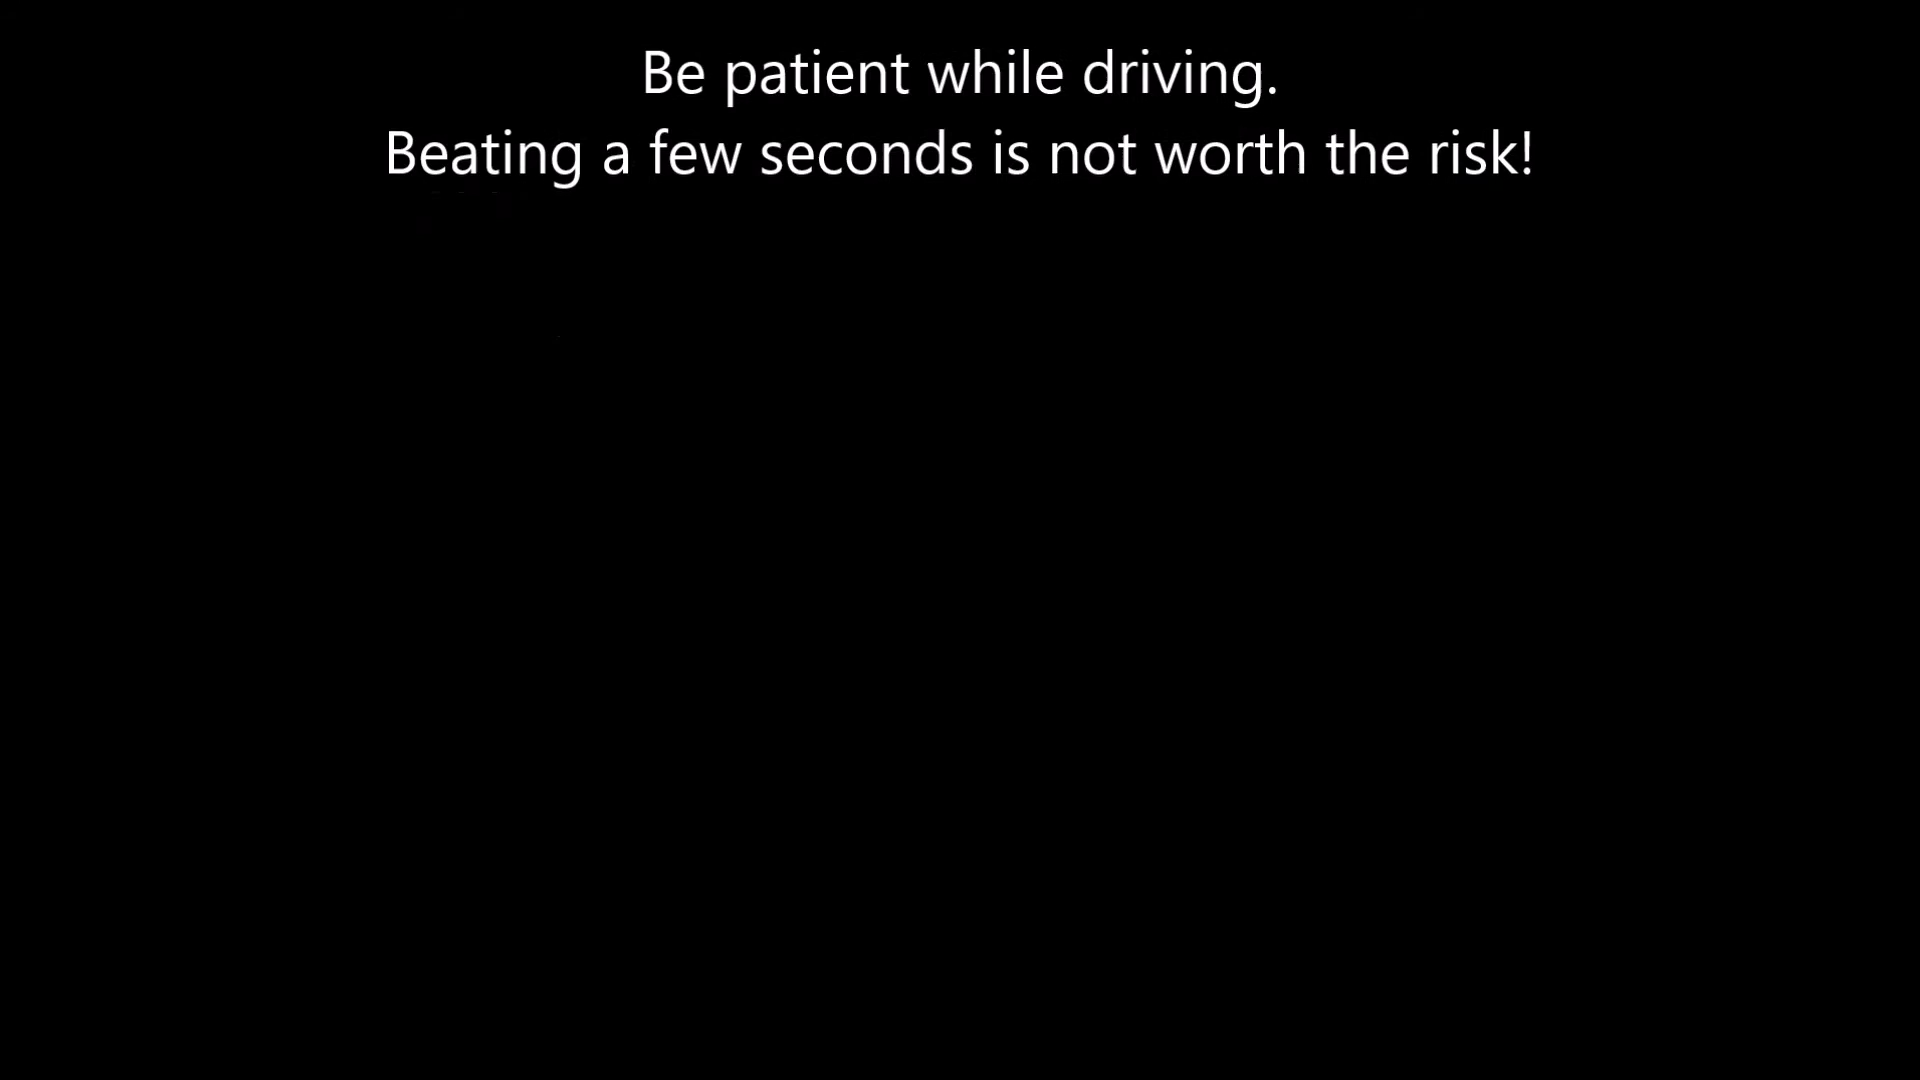 Be patient while driving.
Beating a few seconds is not worth the risk!